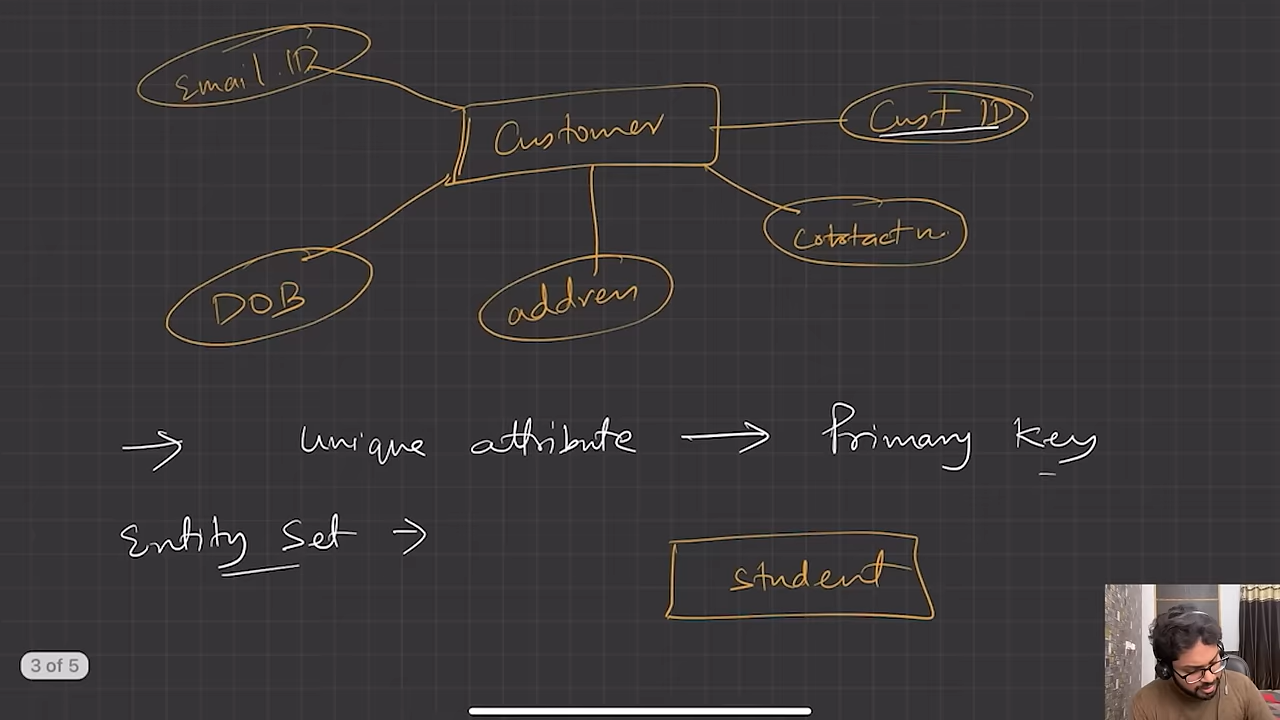 Email.ID
Customer
Cust ID
Contact n.
DOB
address
→ unique attribute → Primary Key
Entity Set →
student
3 of 5